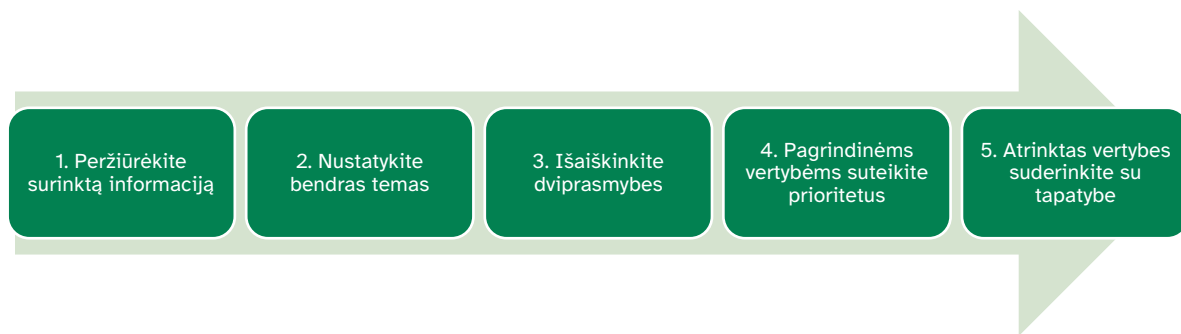 1. Peržiūrėkite
surinktą informaciją
2. Nustatykite
bendras temas
3. Išaiškinkite
dviprasmybes
4. Pagrindinėms
vertybėms suteikite
prioritetus
5. Atrinktas vertybes
suderinkite su
tapatybe